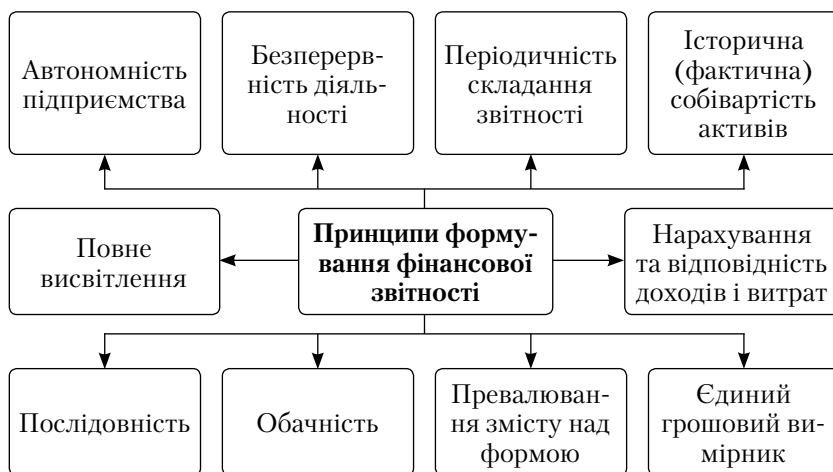 Автономність
підприємства
Безперерв-
ність діяль-
ності
Періодичність
складання
звітності
Історична
(фактична)
собівартість
активів
Повне
висвітлення
Принципи форму-
вання фінансової
звітності
Нарахування
та відповідність
доходів і витрат
Послідовність
Обачність
Превалюван-
ня змісту над
формою
Єдиний
грошовий ви-
мірник